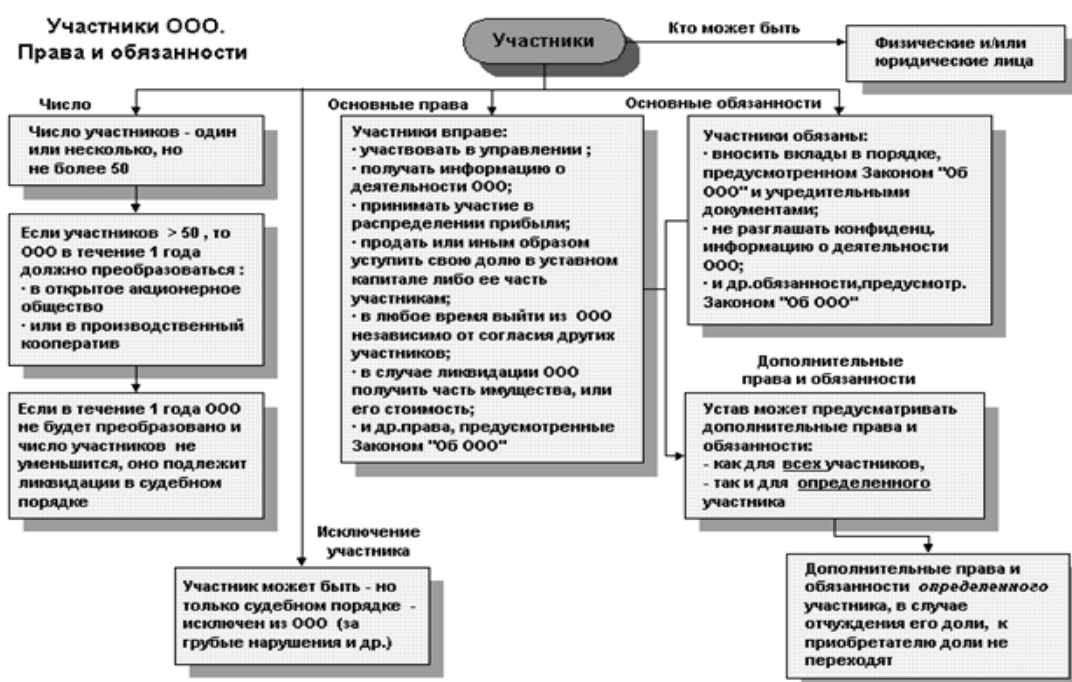 Участники ООО.
Права и обязанности
Участники
Кто может быть
Физические и/или
юридические лица
Число
Число участников - один
или несколько, но
не более 50
Если участников > 50 , то
ООО в течение 1 года
должно преобразоваться :
· в открытое акционерное
общество
· или в производственный
кооператив
Если в течение 1 года ООО
не будет преобразовано и
число участников не
уменьшится, оно подлежит
ликвидации в судебном
порядке
Исключение
участника
Участник может быть - но
только судебном порядке -
исключен из ООО (за
грубые нарушения и др.)
Основные права
Участники вправе:
· участвовать в управлении ;
· получать информацию о
деятельности ООО;
· принимать участие в
распределении прибыли;
· продать или иным образом
уступить свою долю в уставном
капитале либо ее часть
участникам;
· в любое время выйти из ООО
независимо от согласия других
участников;
· в случае ликвидации ООО
получить часть имущества, или
его стоимость;
· и др.права, предусмотренные
Законом "Об ООО"
Основные обязанности
Участники обязаны:
· вносить вклады в порядке,
предусмотренном Законом "Об
ООО" и учредительными
документами;
· не разглашать конфиденц.
информацию о деятельности
ООО;
· и др.обязанности,предусмотр.
Законом "Об ООО"
Дополнительные
права и обязанности
Устав может предусматривать
дополнительные права и
обязанности:
- как для всех участников,
- так и для определенного
участника
Дополнительные права и
обязанности определенного
участника, в случае
отчуждения его доли, к
приобретателю доли не
переходят